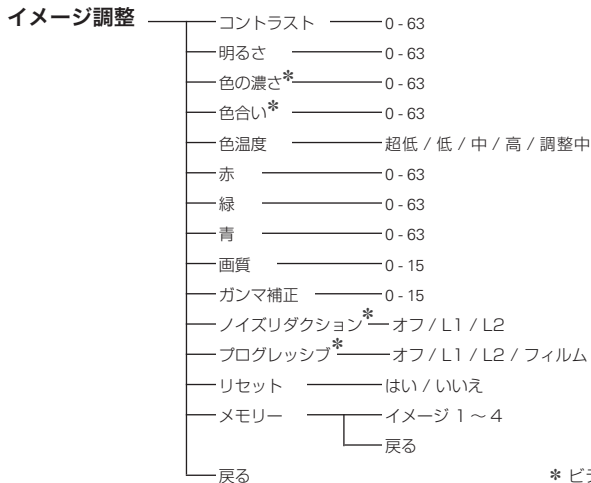 イメージ調整
コントラスト 0 - 63
明るさ 0 - 63
色の濃さ* 0 - 63
色合い* 0 - 63
色温度 超低 / 低 / 中 / 高 / 調整中
赤 0 - 63
緑 0 - 63
青 0 - 63
画質 0 - 15
ガンマ補正 0 - 15
ノイズリダクション* オフ / L1 / L2
プログレッシブ* オフ / L1 / L2 / フィルム
リセット はい / いいえ
メモリー イメージ 1 ~ 4
戻る
戻る
* ビ